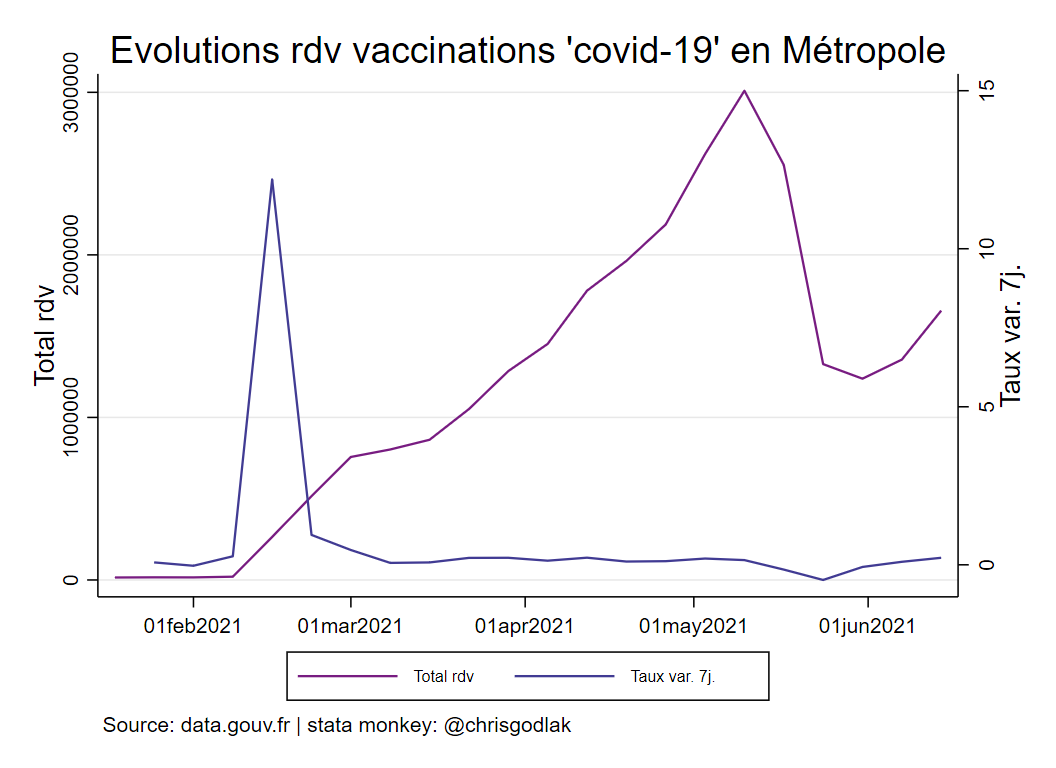 Evolutions rdv vaccinations 'covid-19' en Métropole
Total rdv
3000000
2000000
1000000
0
15
10
5
0
Taux var. 7j.
01feb2021 01mar2021 01apr2021 01may2021 01jun2021
Total rdv Taux var. 7j.
Source: data.gouv.fr | stata monkey: @chrisgodlak